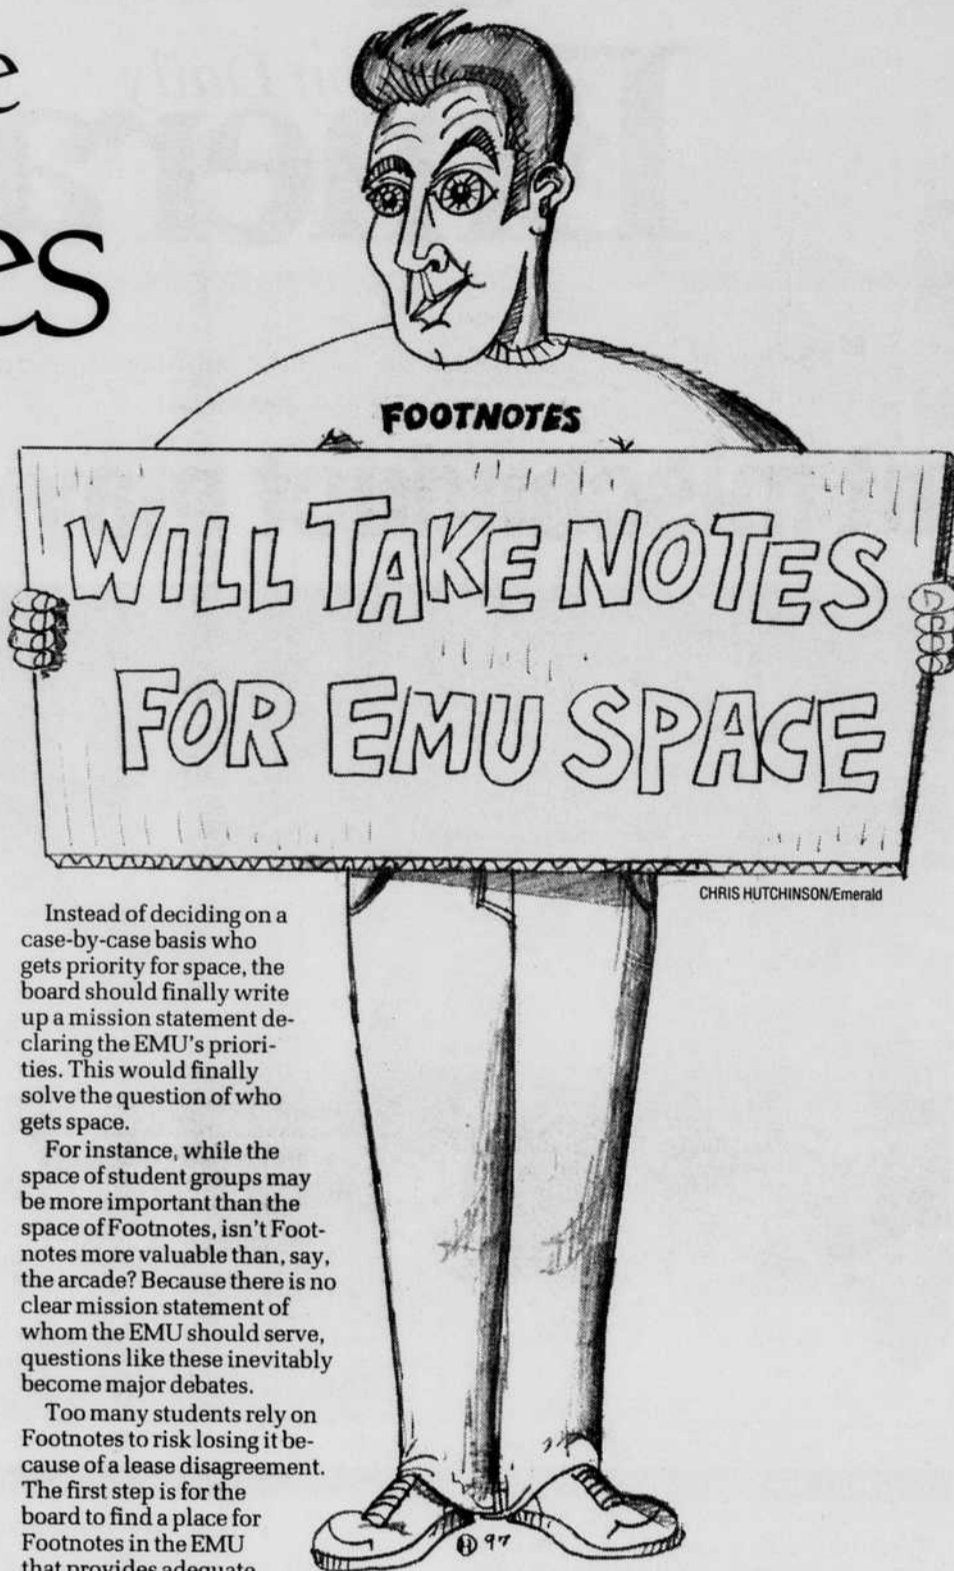 e
es
FOOTNOTES
WILL TAKE NOTES
FOR EMU SPACE
CHRIS HUTCHINSON/Emerald
Instead of deciding on a
case-by-case basis who
gets priority for space, the
board should finally write
up a mission statement de-
claring the EMU's priori-
ties. This would finally
solve the question of who
gets space.
For instance, while the
space of student groups may
be more important than the
space of Footnotes, isn't Foot-
notes more valuable than, say,
the arcade? Because there is no
clear mission statement of
whom the EMU should serve,
questions like these inevitably
become major debates.
Too many students rely on
Footnotes to risk losing it be-
cause of a lease disagreement.
The first step is for the
board to find a place for
Footnotes in the EMU
that provides adequate
H 97